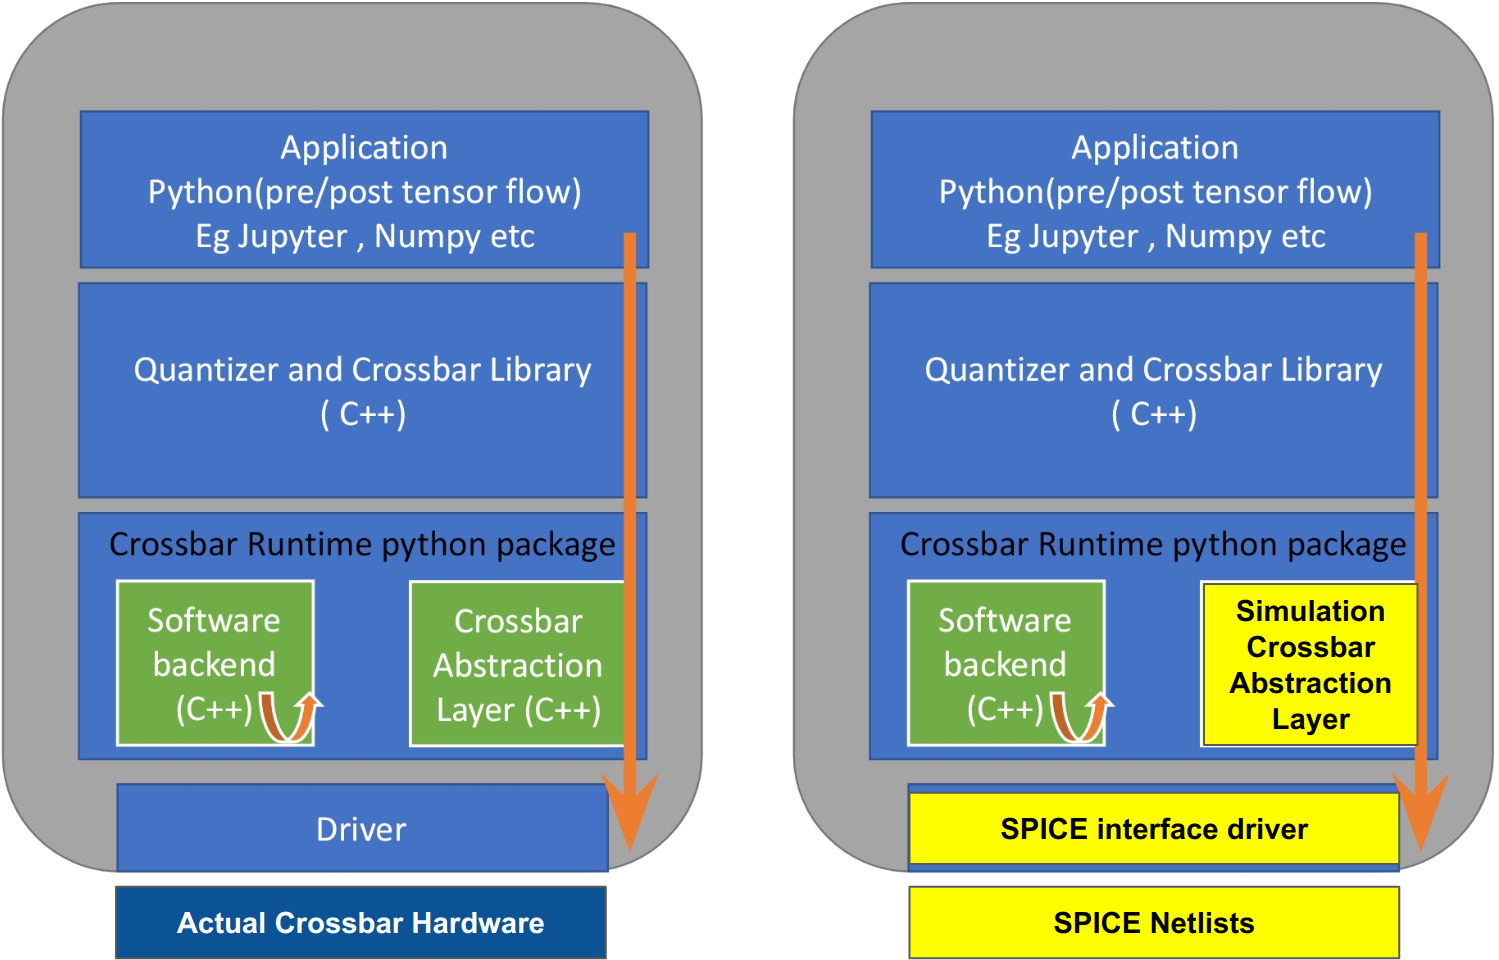 Application
Python(pre/post tensor flow)
Eg Jupyter , Numpy etc
Quantizer and Crossbar Library
( C++)
Crossbar Runtime python package
Software
backend
(C++)
Crossbar
Abstraction
Layer (C++)
Driver
Actual Crossbar Hardware
Application
Python(pre/post tensor flow)
Eg Jupyter , Numpy etc
Quantizer and Crossbar Library
( C++)
Crossbar Runtime python package
Software
backend
(C++)
Simulation
Crossbar
Abstraction
Layer
SPICE interface driver
SPICE Netlists